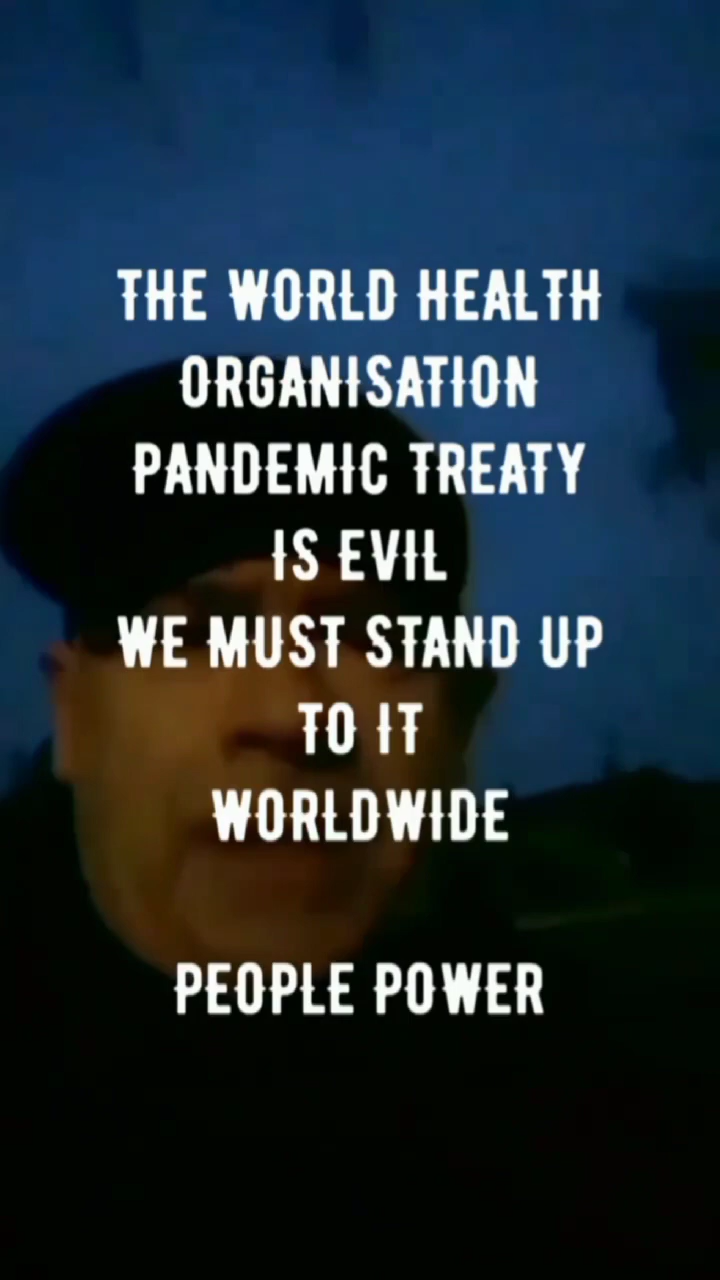 THE WORLD HEALTH
ORGANISATION
PANDEMIC TREATY
IS EVIL
WE MUST STAND UP
TO IT
WORLDWIDE
PEOPLE POWER